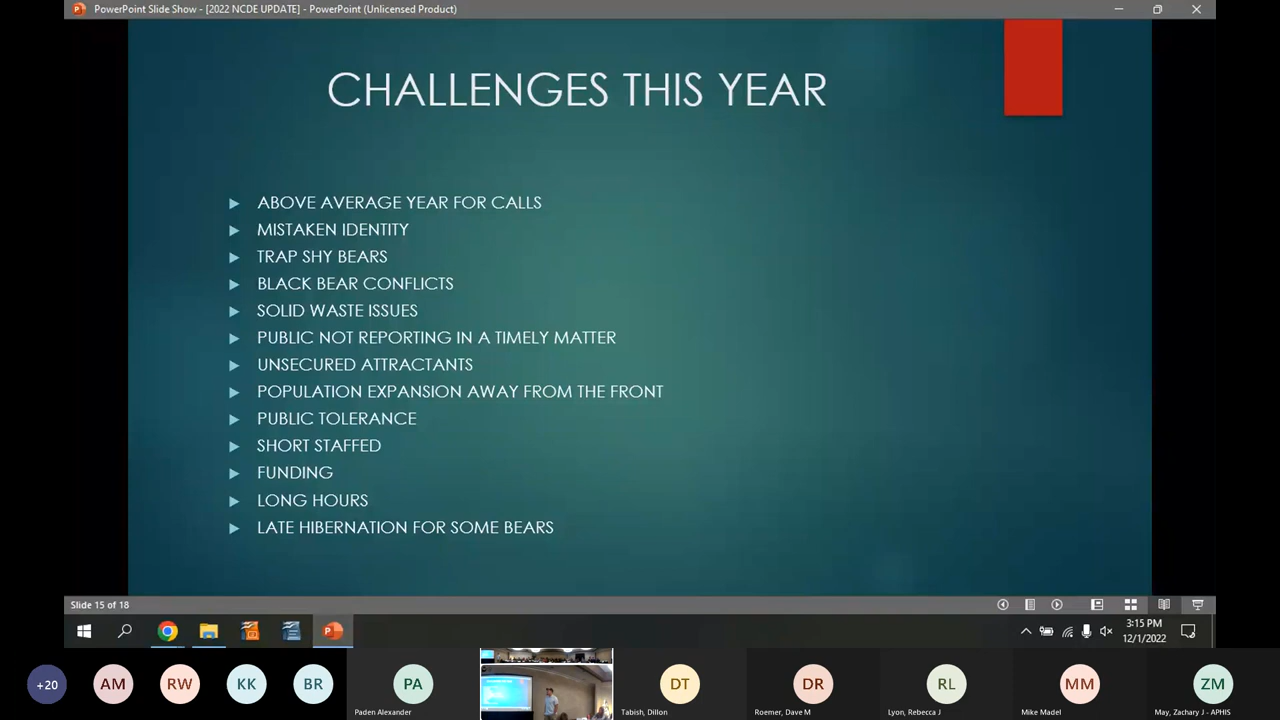 PowerPoint Slide Show - [2022 NCDE UPDATE] - PowerPoint (Unlicensed Product)
CHALLENGES THIS YEAR
ABOVE AVERAGE YEAR FOR CALLS
MISTAKEN IDENTITY
TRAP SHY BEARS
BLACK BEAR CONFLICTS
SOLID WASTE ISSUES
PUBLIC NOT REPORTING IN A TIMELY MATTER
UNSECURED ATTRACTANTS
POPULATION EXPANSION AWAY FROM THE FRONT
PUBLIC TOLERANCE
SHORT STAFFED
FUNDING
LONG HOURS
LATE HIBERNATION FOR SOME BEARS
Slide 15 of 18
3:15 PM
12/1/2022
+20 AM RW KK BR PA DT DR RL MM ZM
Paden Alexander Tabish, Dillon Roemer, Dave M Lyon, Rebecca J Mike Madel May, Zachary J - APHIS